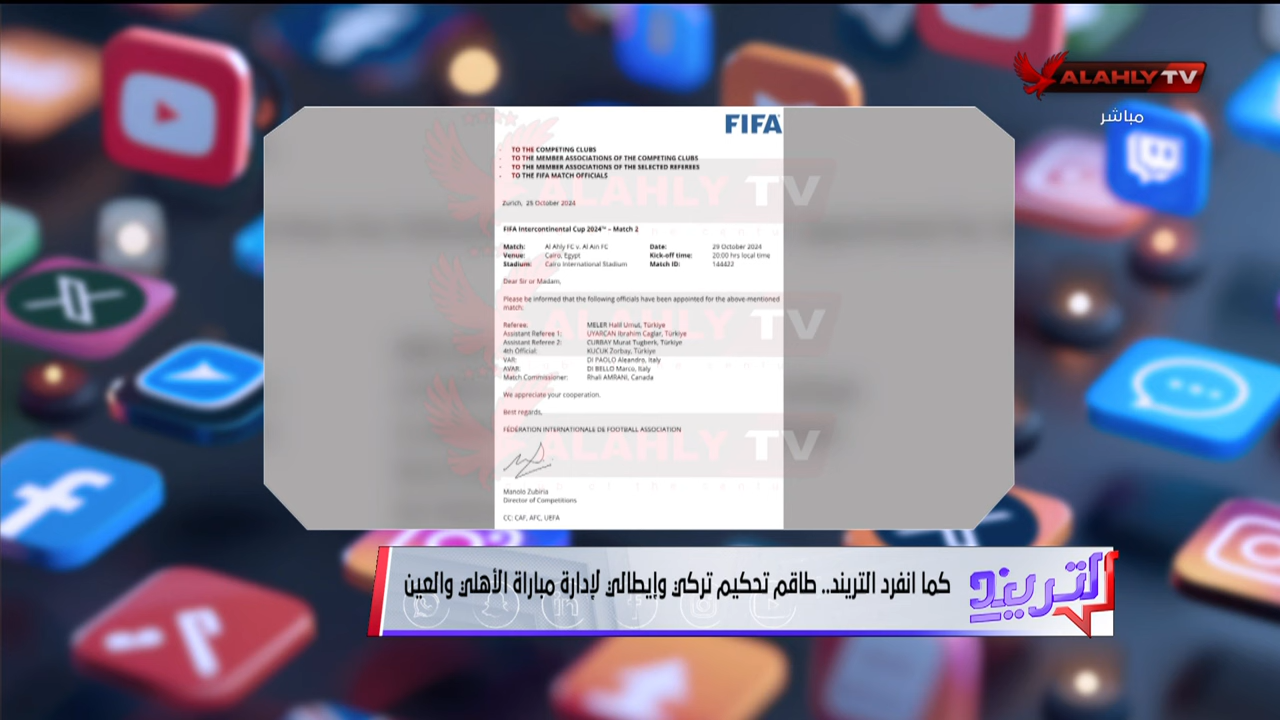 ALAHLY TV
مباشر
FIFA
- TO THE COMPETING CLUBS
- TO THE MEMBER ASSOCIATIONS OF THE COMPETING CLUBS
- TO THE MEMBER ASSOCIATIONS OF THE SELECTED REFEREES
- TO THE FIFA MATCH OFFICIALS
Zurich, 25 October 2024
FIFA Intercontinental Cup 2024™ – Match 2
Match: Al Ahly FC v. Al Ain FC Date: 29 October 2024
Venue: Cairo, Egypt Kick-off time: 20:00 hrs local time
Stadium: Cairo International Stadium Match ID: 144422
Dear Sir or Madam,
Please be informed that the following officials have been appointed for the above-mentioned
match.
Referee: MELER Halil Umut, Türkiye
Assistant Referee 1: UYARCAN Ibrahim Caglar, Türkiye
Assistant Referee 2: CURBAY Murat Tugberk, Türkiye
4th Official: KUCUK Zorbay, Türkiye
VAR: DI PAOLO Aleandro, Italy
AVAR: DI BELLO Marco, Italy
Match Commissioner: Rhali AMRANI, Canada
We appreciate your cooperation.
Best regards,
FÉDÉRATION INTERNATIONALE DE FOOTBALL ASSOCIATION
Manolo Zubiria
Director of Competitions
CC: CAF, AFC, UEFA
ALAHLY TV
ALAHLY TV
ALAHLY TV
التريند
كما انفرد التريند.. طاقم تحكيم تركي وإيطالي لإدارة مباراة الأهلي والعين